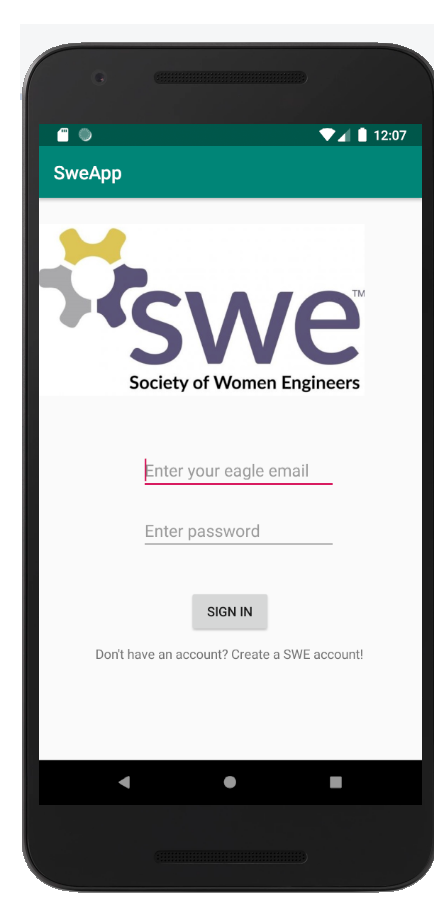 12:07
SweApp
swe™
Society of Women Engineers
Enter your eagle email
Enter password
SIGN IN
Don't have an account? Create a SWE account!